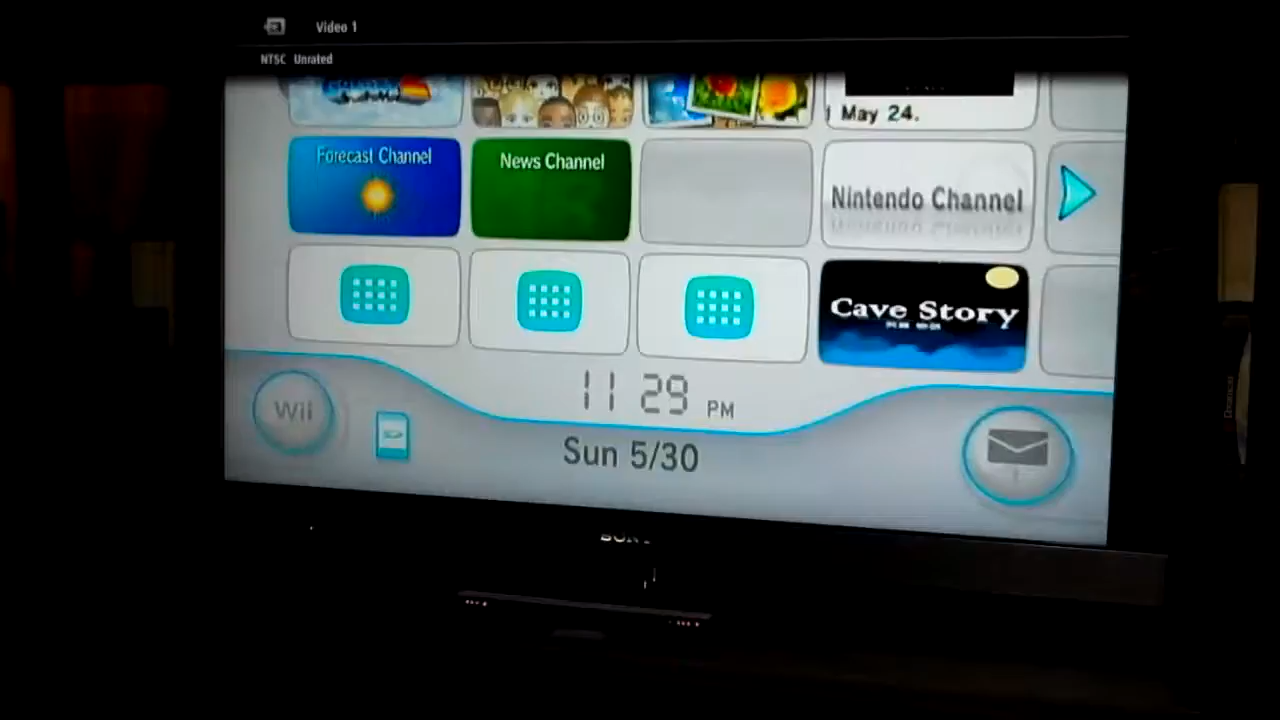 Video 1
NTSC Unrated
May 24.
Forecast Channel
News Channel
Nintendo Channel
Cave Story
11 29 PM
Wii
Sun 5/30
SONY